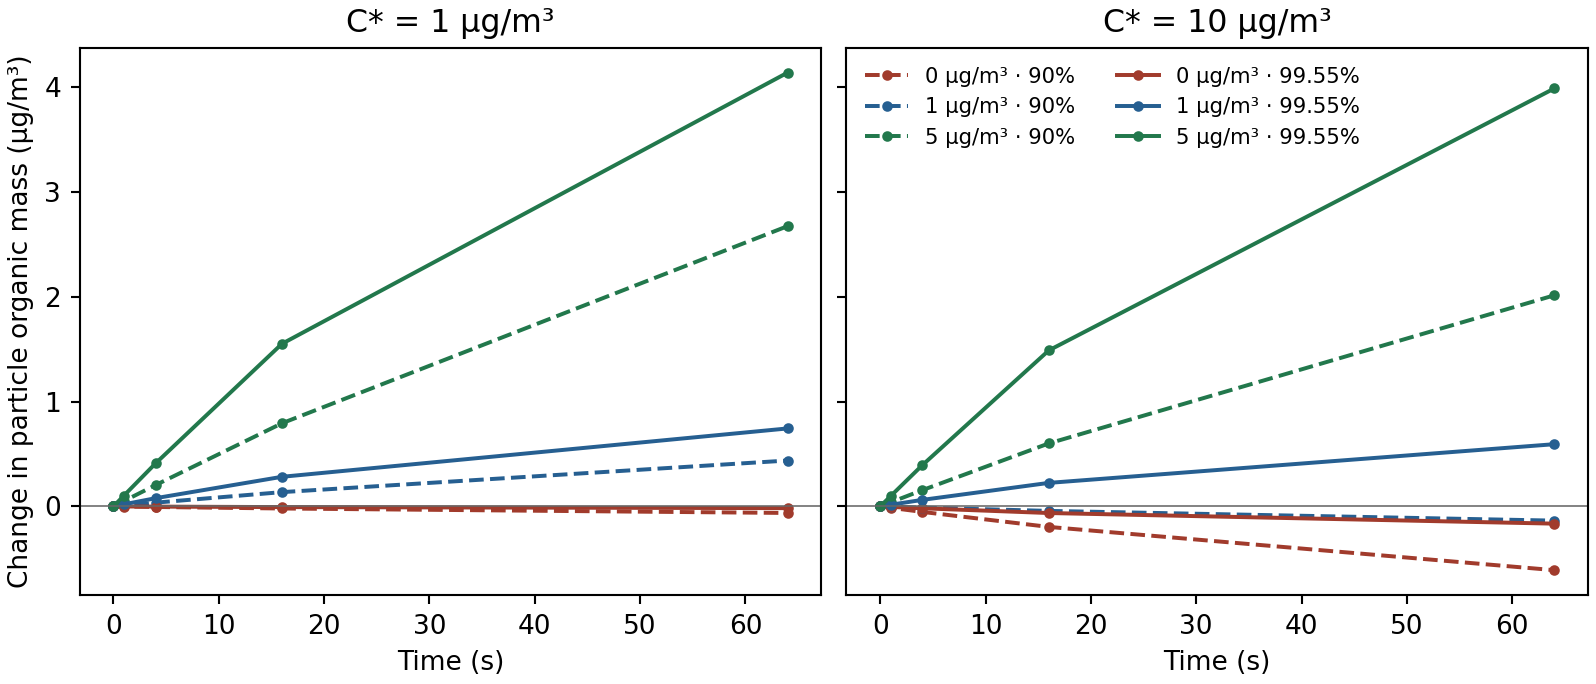 C* = 1 µg/m³
C* = 10 µg/m³
Change in particle organic mass (µg/m³)
4
3
2
1
0
0 µg/m³ · 90%
1 µg/m³ · 90%
5 µg/m³ · 90%
0 µg/m³ · 99.55%
1 µg/m³ · 99.55%
5 µg/m³ · 99.55%
0 10 20 30 40 50 60
0 10 20 30 40 50 60
Time (s)
Time (s)